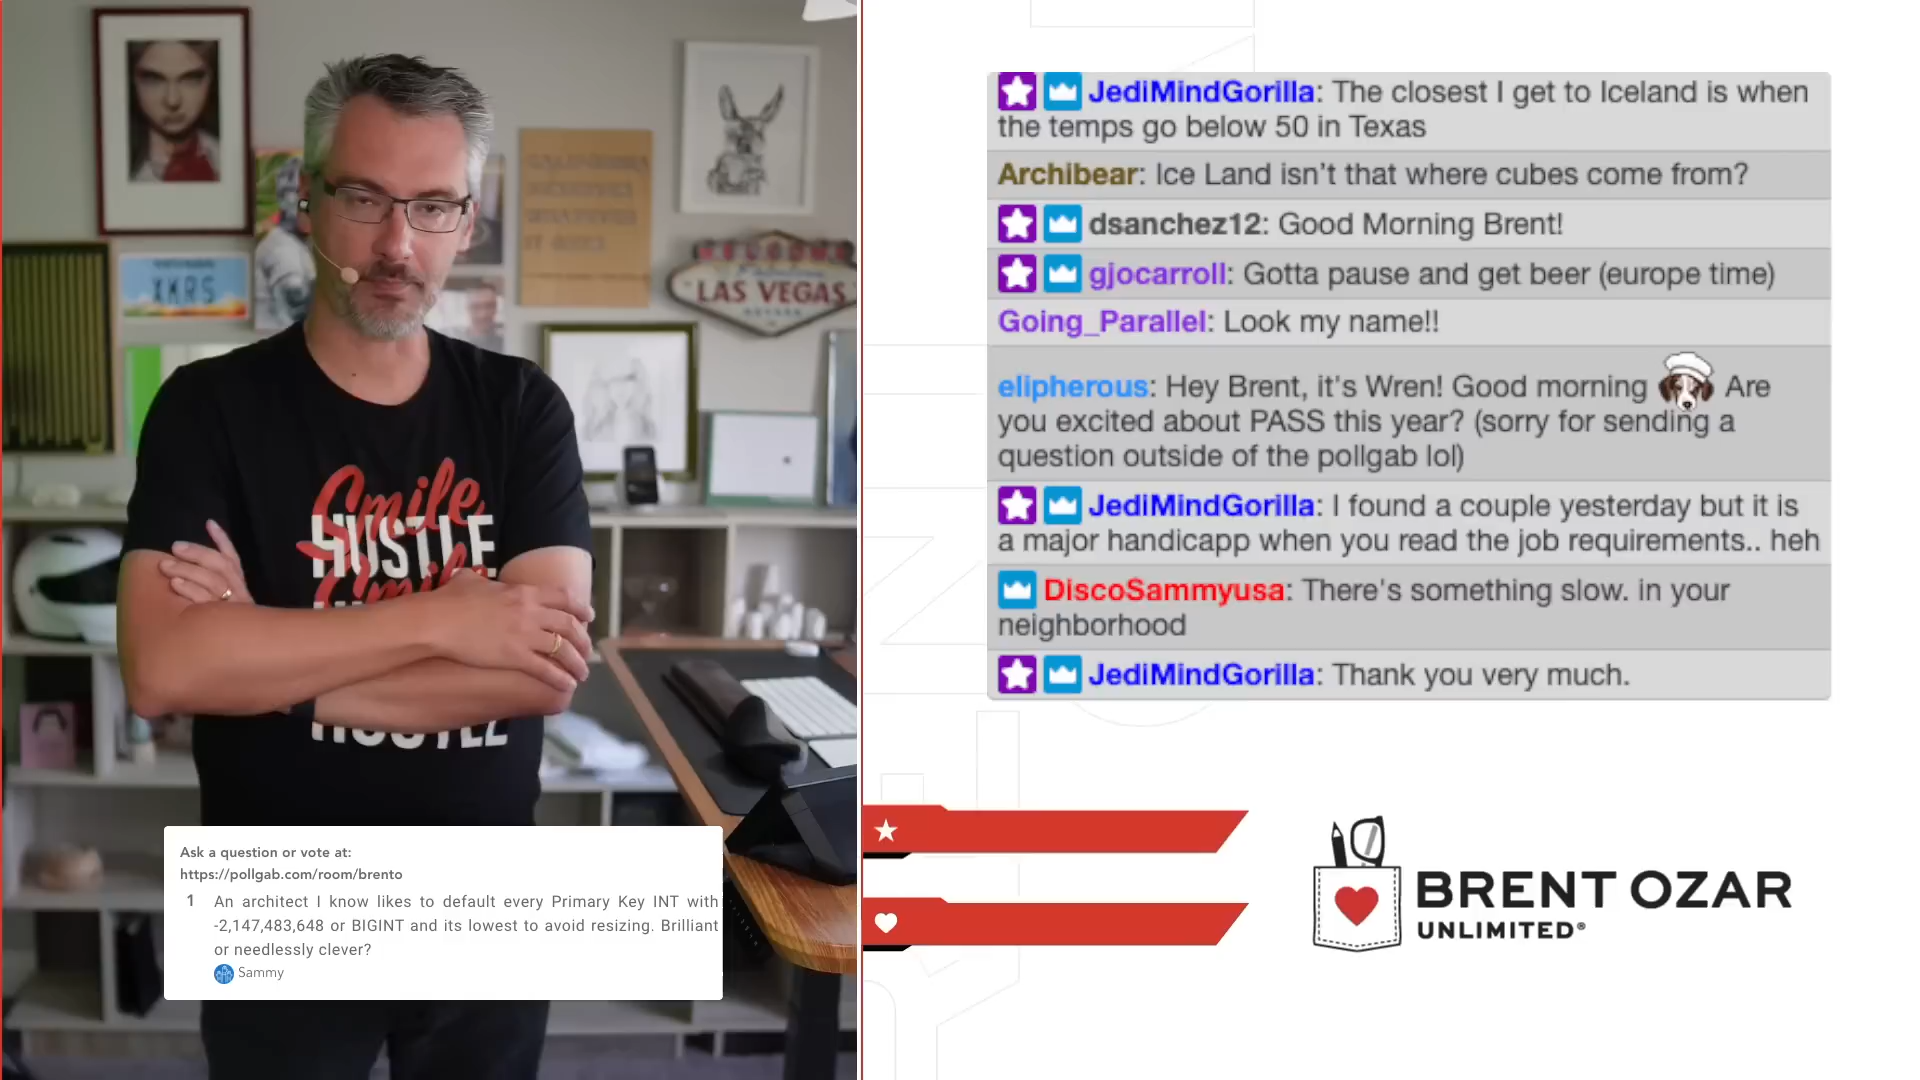 XKRS
WELCOME
LAS VEGAS
Smile
HUSTLE
Ask a question or vote at:
https://pollgab.com/room/brento
1 An architect I know likes to default every Primary Key INT with
-2,147,483,648 or BIGINT and its lowest to avoid resizing. Brilliant
or needlessly clever?
Sammy
JediMindGorilla: The closest I get to Iceland is when
the temps go below 50 in Texas
Archibear: Ice Land isn't that where cubes come from?
dsanchez12: Good Morning Brent!
gjocarroll: Gotta pause and get beer (europe time)
Going_Parallel: Look my name!!
elipherous: Hey Brent, it's Wren! Good morning Are
you excited about PASS this year? (sorry for sending a
question outside of the pollgab lol)
JediMindGorilla: I found a couple yesterday but it is
a major handicapp when you read the job requirements.. heh
DiscoSammyusa: There's something slow. in your
neighborhood
JediMindGorilla: Thank you very much.
BRENT OZAR
UNLIMITED®